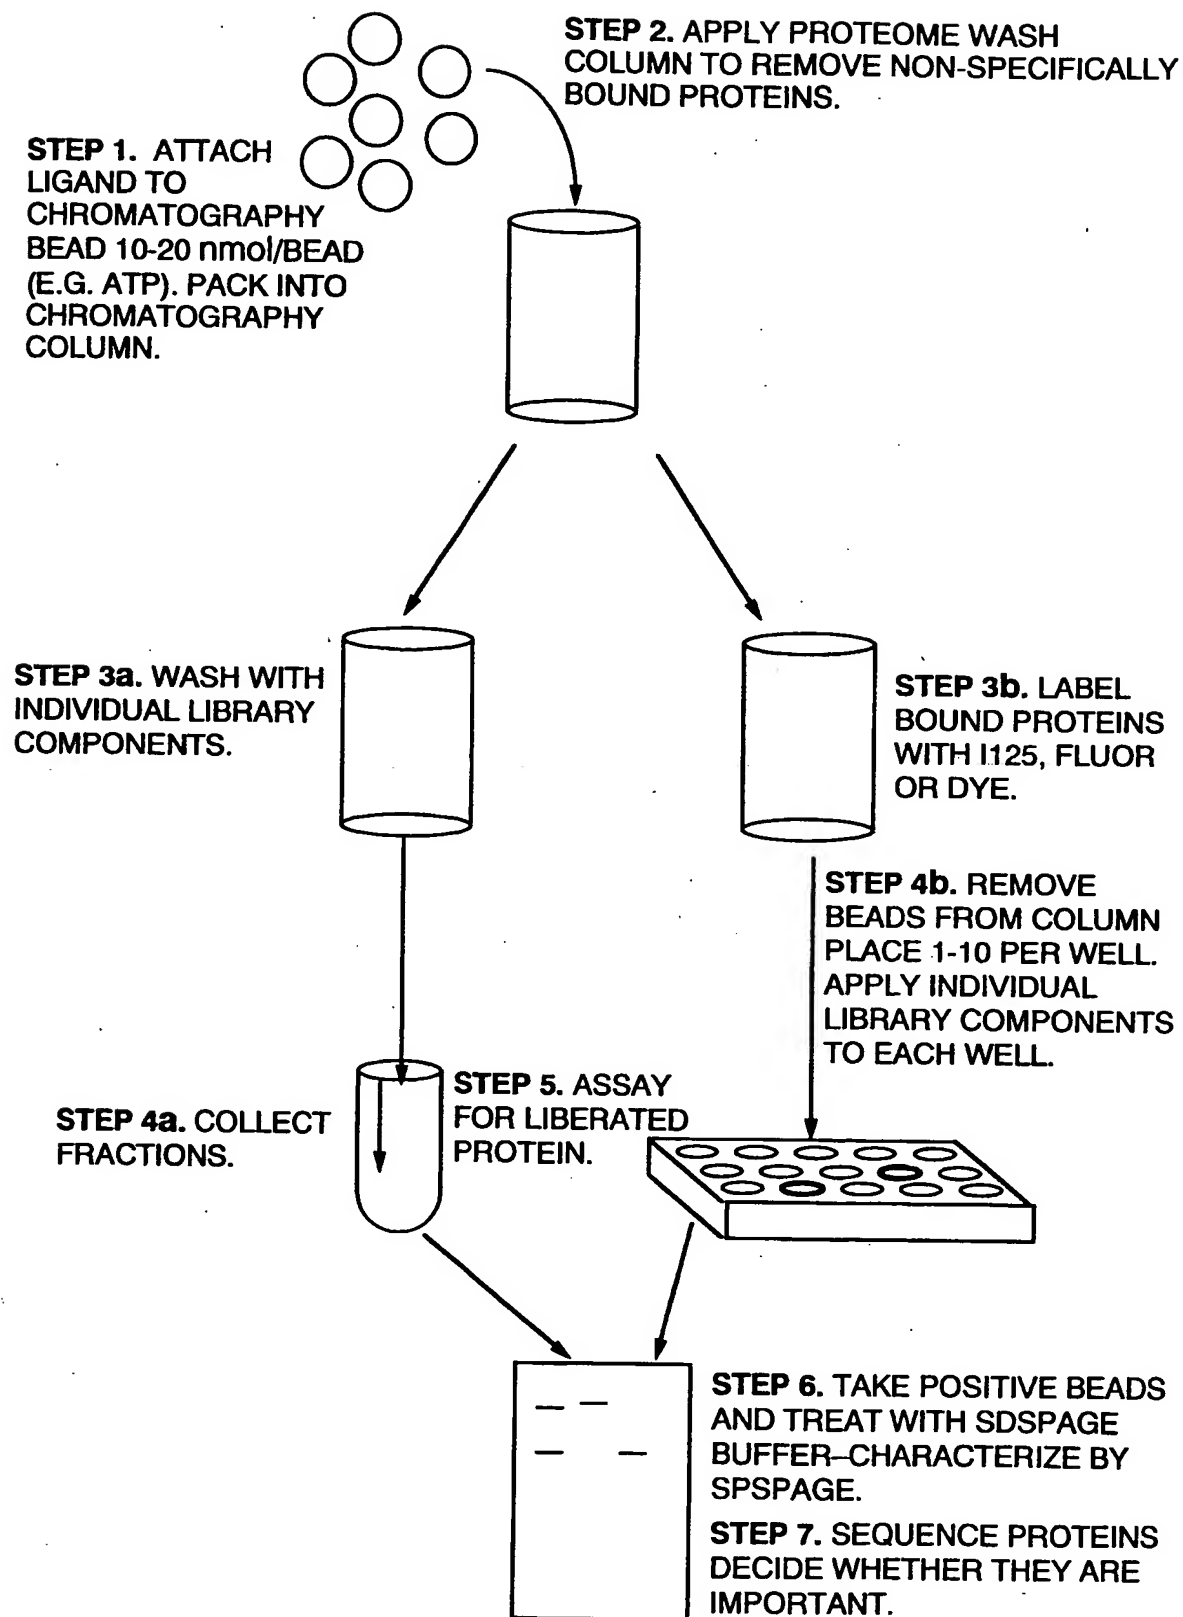 STEP 2. APPLY PROTEOME WASH
COLUMN TO REMOVE NON-SPECIFICALLY
BOUND PROTEINS.
STEP 1. ATTACH
LIGAND TO
CHROMATOGRAPHY
BEAD 10-20 nmol/BEAD
(E.G. ATP). PACK INTO
CHROMATOGRAPHY
COLUMN.
STEP 3a. WASH WITH
INDIVIDUAL LIBRARY
COMPONENTS.
STEP 3b. LABEL
BOUND PROTEINS
WITH I125, FLUOR
OR DYE.
STEP 4b. REMOVE
BEADS FROM COLUMN
PLACE 1-10 PER WELL.
APPLY INDIVIDUAL
LIBRARY COMPONENTS
TO EACH WELL.
STEP 4a. COLLECT
FRACTIONS.
STEP 5. ASSAY
FOR LIBERATED
PROTEIN.
STEP 6. TAKE POSITIVE BEADS
AND TREAT WITH SDSPAGE
BUFFER–CHARACTERIZE BY
SPSPAGE.
STEP 7. SEQUENCE PROTEINS
DECIDE WHETHER THEY ARE
IMPORTANT.